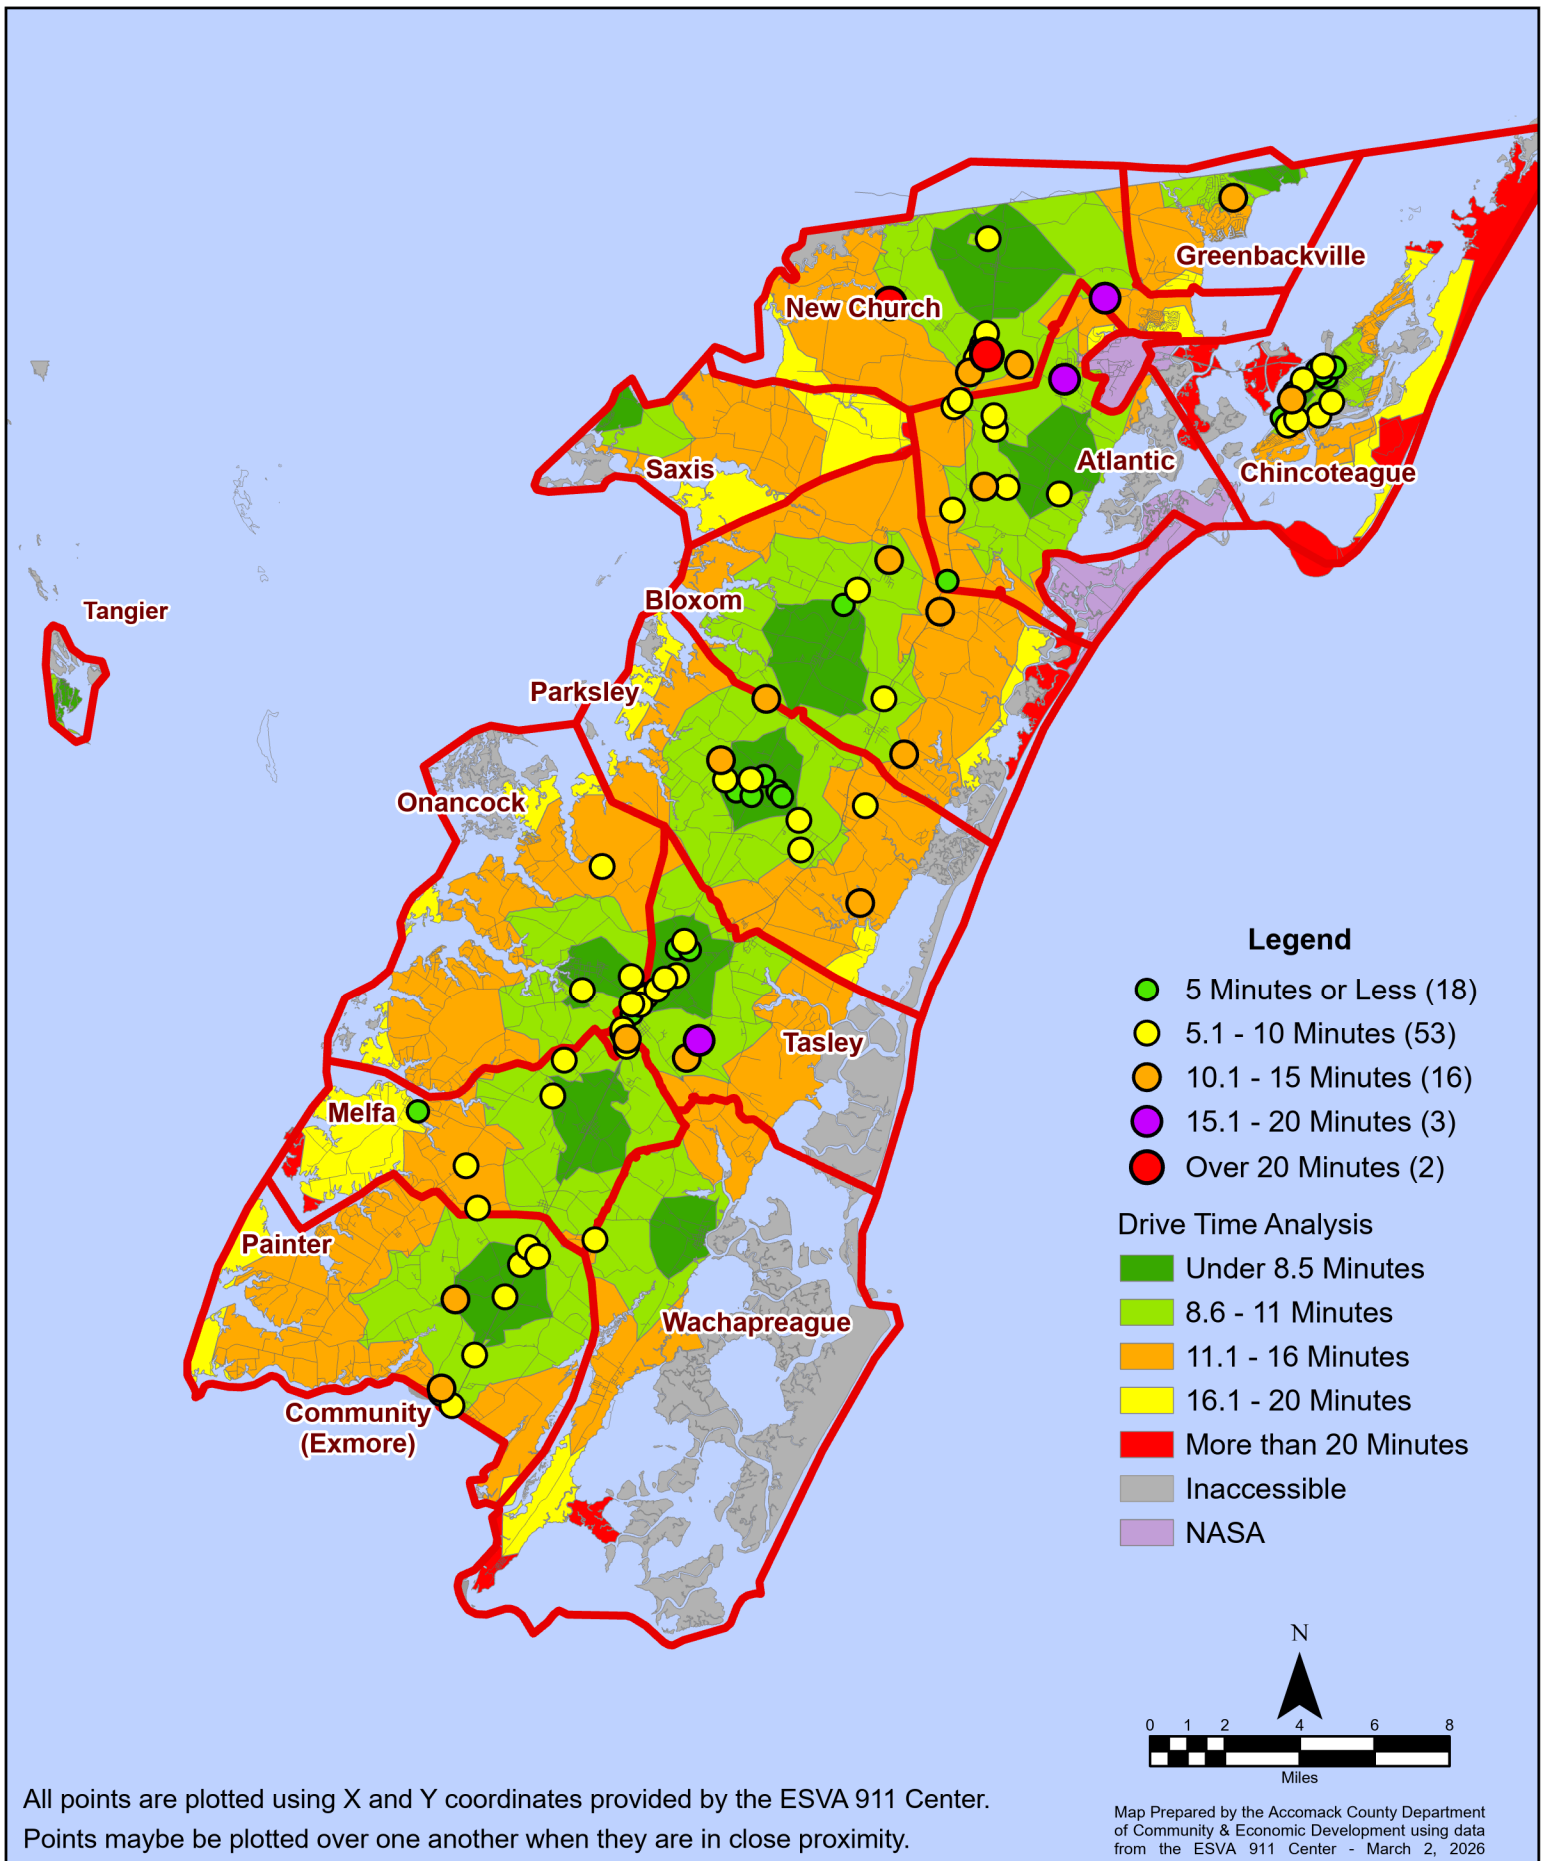 Greenbackville
New Church
Atlantic
Chincoteague
Saxis
Bloxom
Tangier
Parksley
Onancock
Tasley
Melfa
Painter
Wachapreague
Community
(Exmore)
Legend
5 Minutes or Less (18)
5.1 - 10 Minutes (53)
10.1 - 15 Minutes (16)
15.1 - 20 Minutes (3)
Over 20 Minutes (2)
Drive Time Analysis
Under 8.5 Minutes
8.6 - 11 Minutes
11.1 - 16 Minutes
16.1 - 20 Minutes
More than 20 Minutes
Inaccessible
NASA
N
0 1 2 4 6 8
Miles
All points are plotted using X and Y coordinates provided by the ESVA 911 Center.
Points maybe be plotted over one another when they are in close proximity.
Map Prepared by the Accomack County Department
of Community & Economic Development using data
from the ESVA 911 Center - March 2, 2026